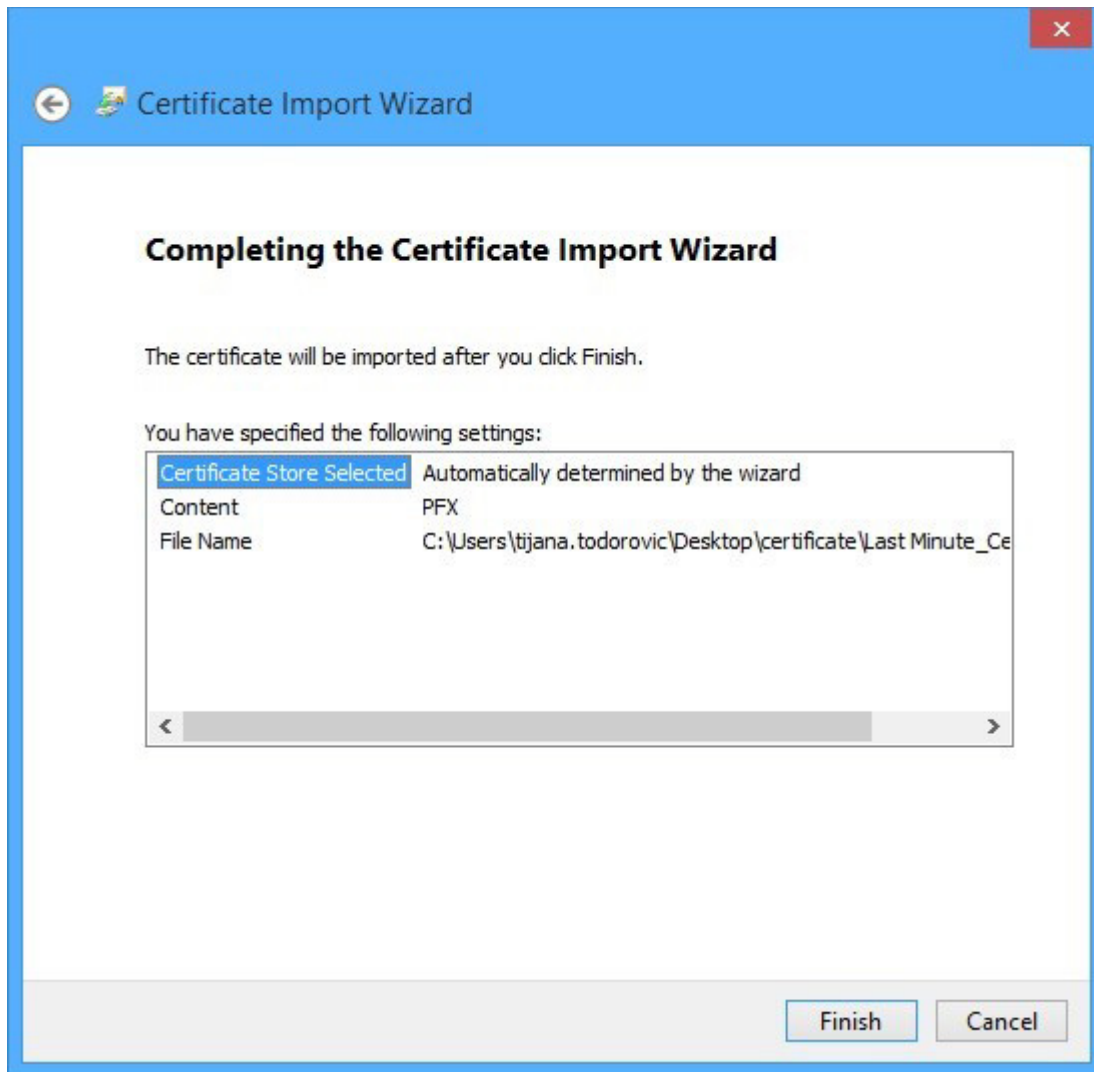 Certificate Import Wizard
Completing the Certificate Import Wizard
The certificate will be imported after you click Finish.
You have specified the following settings:
Certificate Store Selected Automatically determined by the wizard
Content PFX
File Name C:\Users\tijana.todorovic\Desktop\certificate\Last Minute_Ce
Finish Cancel